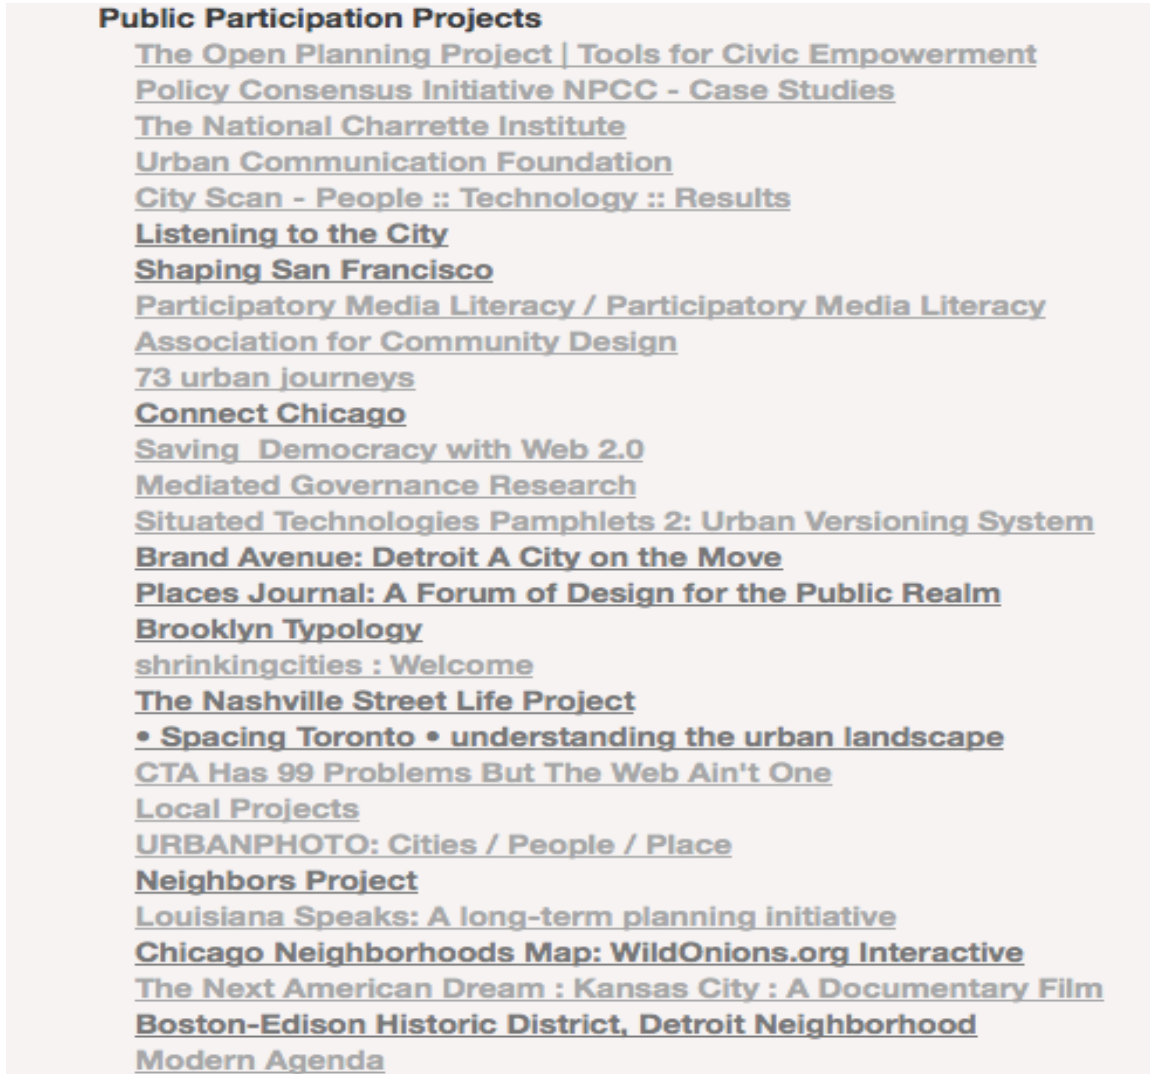 Public Participation Projects
The Open Planning Project | Tools for Civic Empowerment
Policy Consensus Initiative NPCC - Case Studies
The National Charrette Institute
Urban Communication Foundation
City Scan - People :: Technology :: Results
Listening to the City
Shaping San Francisco
Participatory Media Literacy / Participatory Media Literacy
Association for Community Design
73 urban journeys
Connect Chicago
Saving  Democracy with Web 2.0
Mediated Governance Research
Situated Technologies Pamphlets 2: Urban Versioning System
Brand Avenue: Detroit A City on the Move
Places Journal: A Forum of Design for the Public Realm
Brooklyn Typology
shrinkingcities : Welcome
The Nashville Street Life Project
• Spacing Toronto • understanding the urban landscape
CTA Has 99 Problems But The Web Ain't One
Local Projects
URBANPHOTO: Cities / People / Place
Neighbors Project
Louisiana Speaks: A long-term planning initiative
Chicago Neighborhoods Map: WildOnions.org Interactive
The Next American Dream : Kansas City : A Documentary Film
Boston-Edison Historic District, Detroit Neighborhood
Modern Agenda